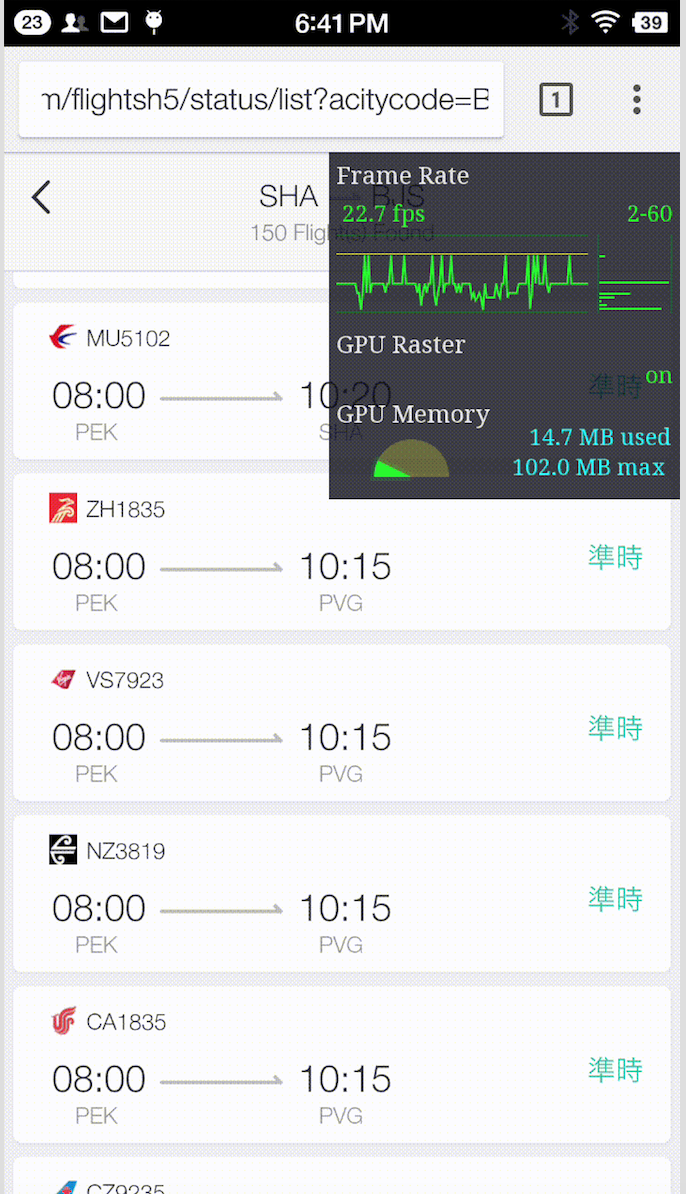 23 6:41PM 39
m/flightsh5/status/list?acitycode=B 1
SHA BJS
150 Flight(s) Found
Frame Rate
22.7 fps 2-60
GPU Raster
on
GPU Memory
14.7 MB used
102.0 MB max
MU5102
08:00 10:20 準時
PEK SHA
ZH1835
08:00 10:15 準時
PEK PVG
VS7923
08:00 10:15 準時
PEK PVG
NZ3819
08:00 10:15 準時
PEK PVG
CA1835
08:00 10:15 準時
PEK PVG
CZ9235